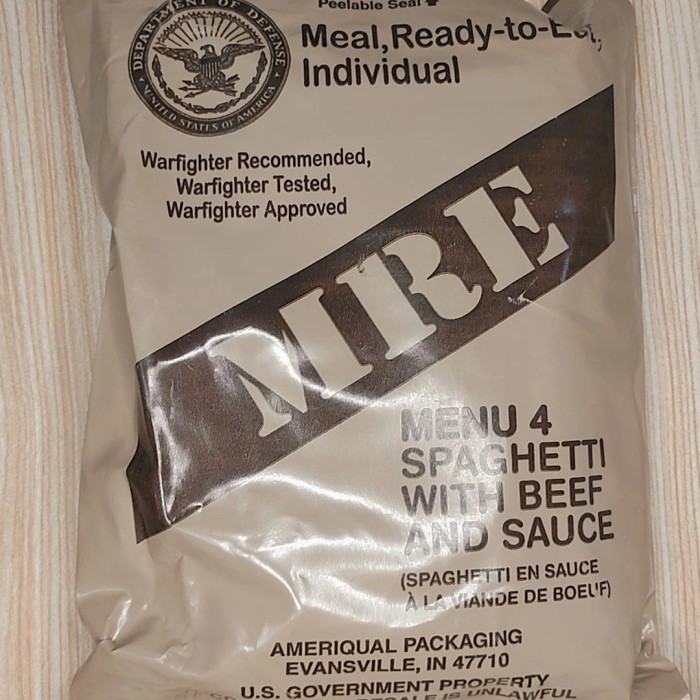 Peelable Seal
DEPARTMENT OF DEFENSE
UNITED STATES OF AMERICA
Meal, Ready-to-Eat,
Individual
Warfighter Recommended,
Warfighter Tested,
Warfighter Approved
MRE
MENU 4
SPAGHETTI
WITH BEEF
AND SAUCE
(SPAGHETTI EN SAUCE
À LA VIANDE DE BOEUF)
AMERIQUAL PACKAGING
EVANSVILLE, IN 47710
U.S. GOVERNMENT PROPERTY
IS UNLAWFUL